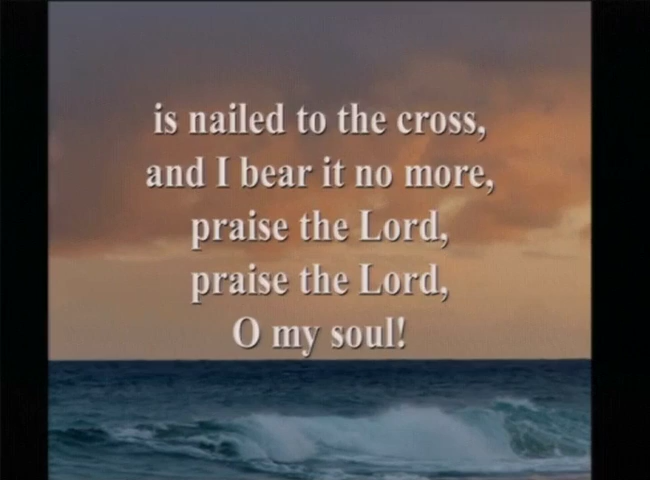 is nailed to the cross,
and I bear it no more,
praise the Lord,
praise the Lord,
O my soul!